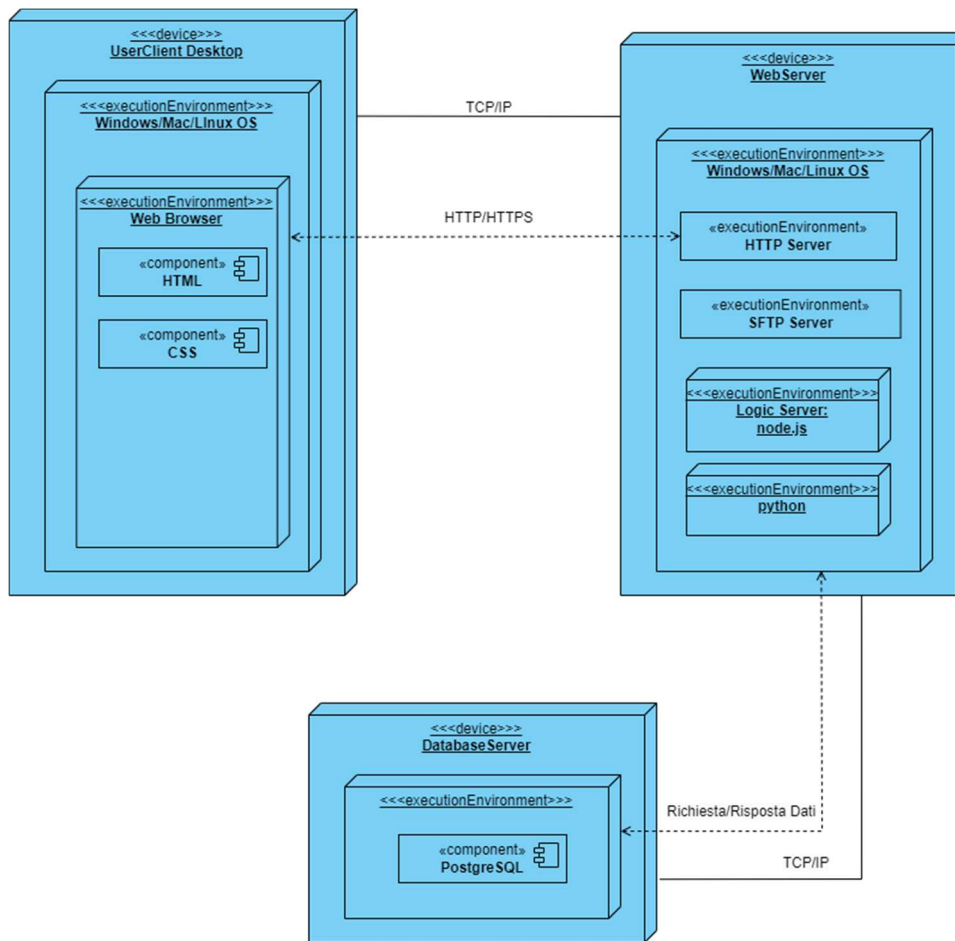 <<<device>>>
UserClient Desktop
<<<executionEnvironment>>>
Windows/Mac/LInux OS
<<<executionEnvironment>>>
Web Browser
«component»
HTML
«component»
CSS
TCP/IP
HTTP/HTTPS
<<<device>>>
WebServer
<<<executionEnvironment>>>
Windows/Mac/Linux OS
«executionEnvironment»
HTTP Server
«executionEnvironment»
SFTP Server
<<<executionEnvironment>>>
Logic Server:
node.js
<<<executionEnvironment>>>
python
<<<device>>>
DatabaseServer
<<<executionEnvironment>>>
«component»
PostgreSQL
Richiesta/Risposta Dati
TCP/IP